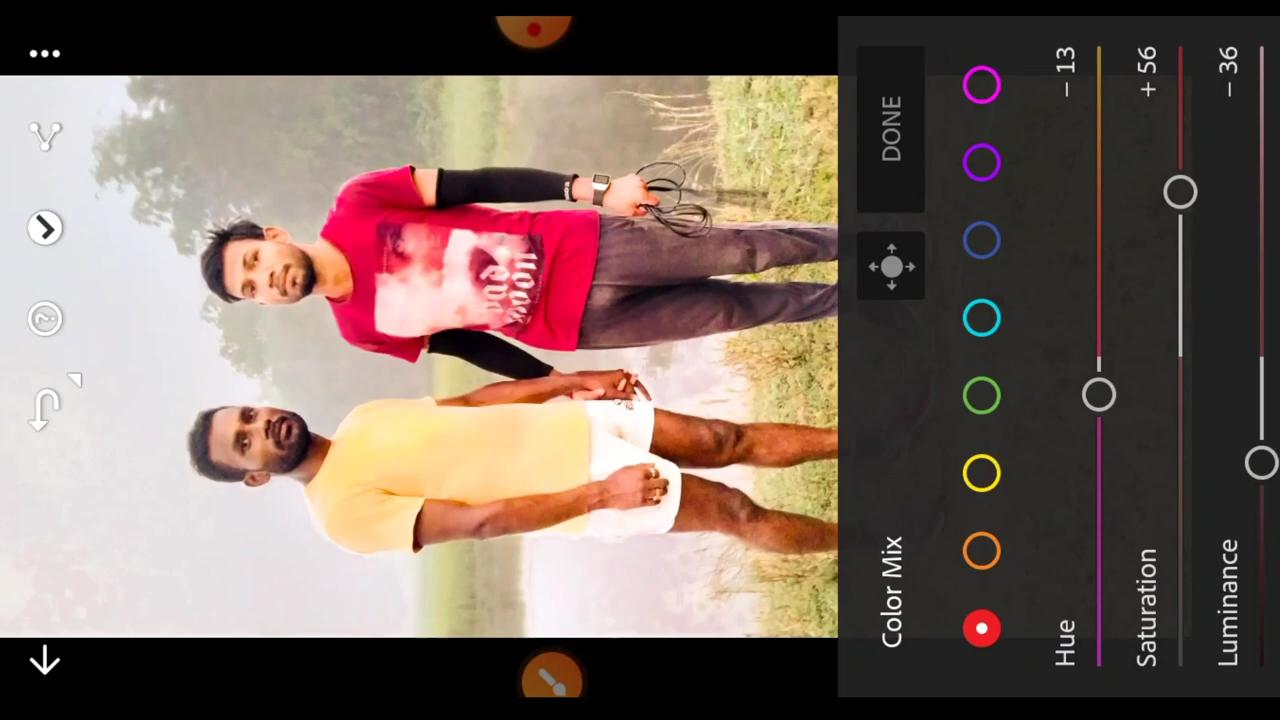 Color Mix
DONE
Hue
– 13
Saturation
+ 56
Luminance
– 36